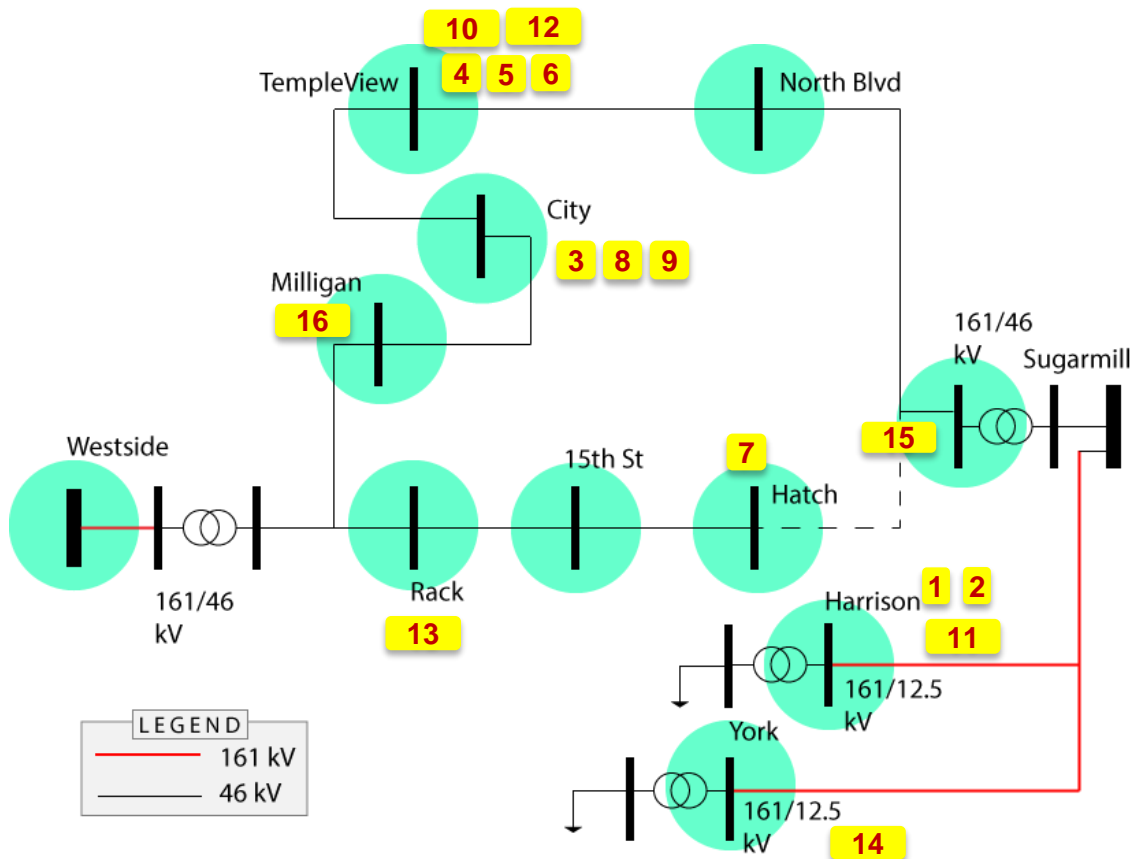 10 12
4 5 6
TempleView
North Blvd
City
3 8 9
Milligan
16
161/46
kV
Sugarmill
15
Westside
7
15th St
Hatch
161/46
kV
Rack
13
1 2
Harrison
11
161/12.5
kV
York
161/12.5
kV
14
LEGEND
161 kV
46 kV